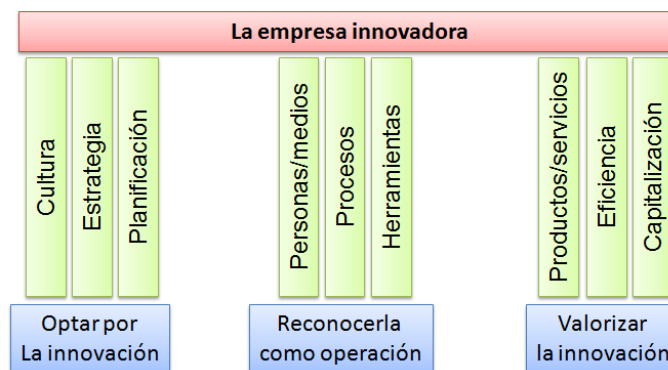 La empresa innovadora
Cultura
Estrategia
Planificación
Personas/medios
Procesos
Herramientas
Productos/servicios
Eficiencia
Capitalización
Optar por
La innovación
Reconocerla
como operación
Valorizar
la innovación